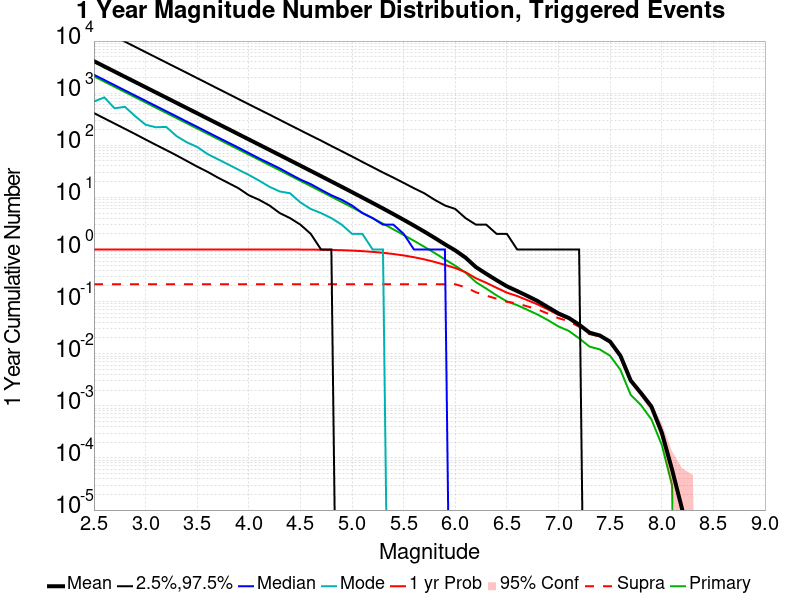 1 Year Magnitude Number Distribution, Triggered Events
1 Year Cumulative Number
10^4
10^3
10^2
10^1
10^0
10^-1
10^-2
10^-3
10^-4
10^-5
2.5 3.0 3.5 4.0 4.5 5.0 5.5 6.0 6.5 7.0 7.5 8.0 8.5 9.0
Magnitude
Mean 2.5%,97.5% Median Mode 1 yr Prob 95% Conf Supra Primary